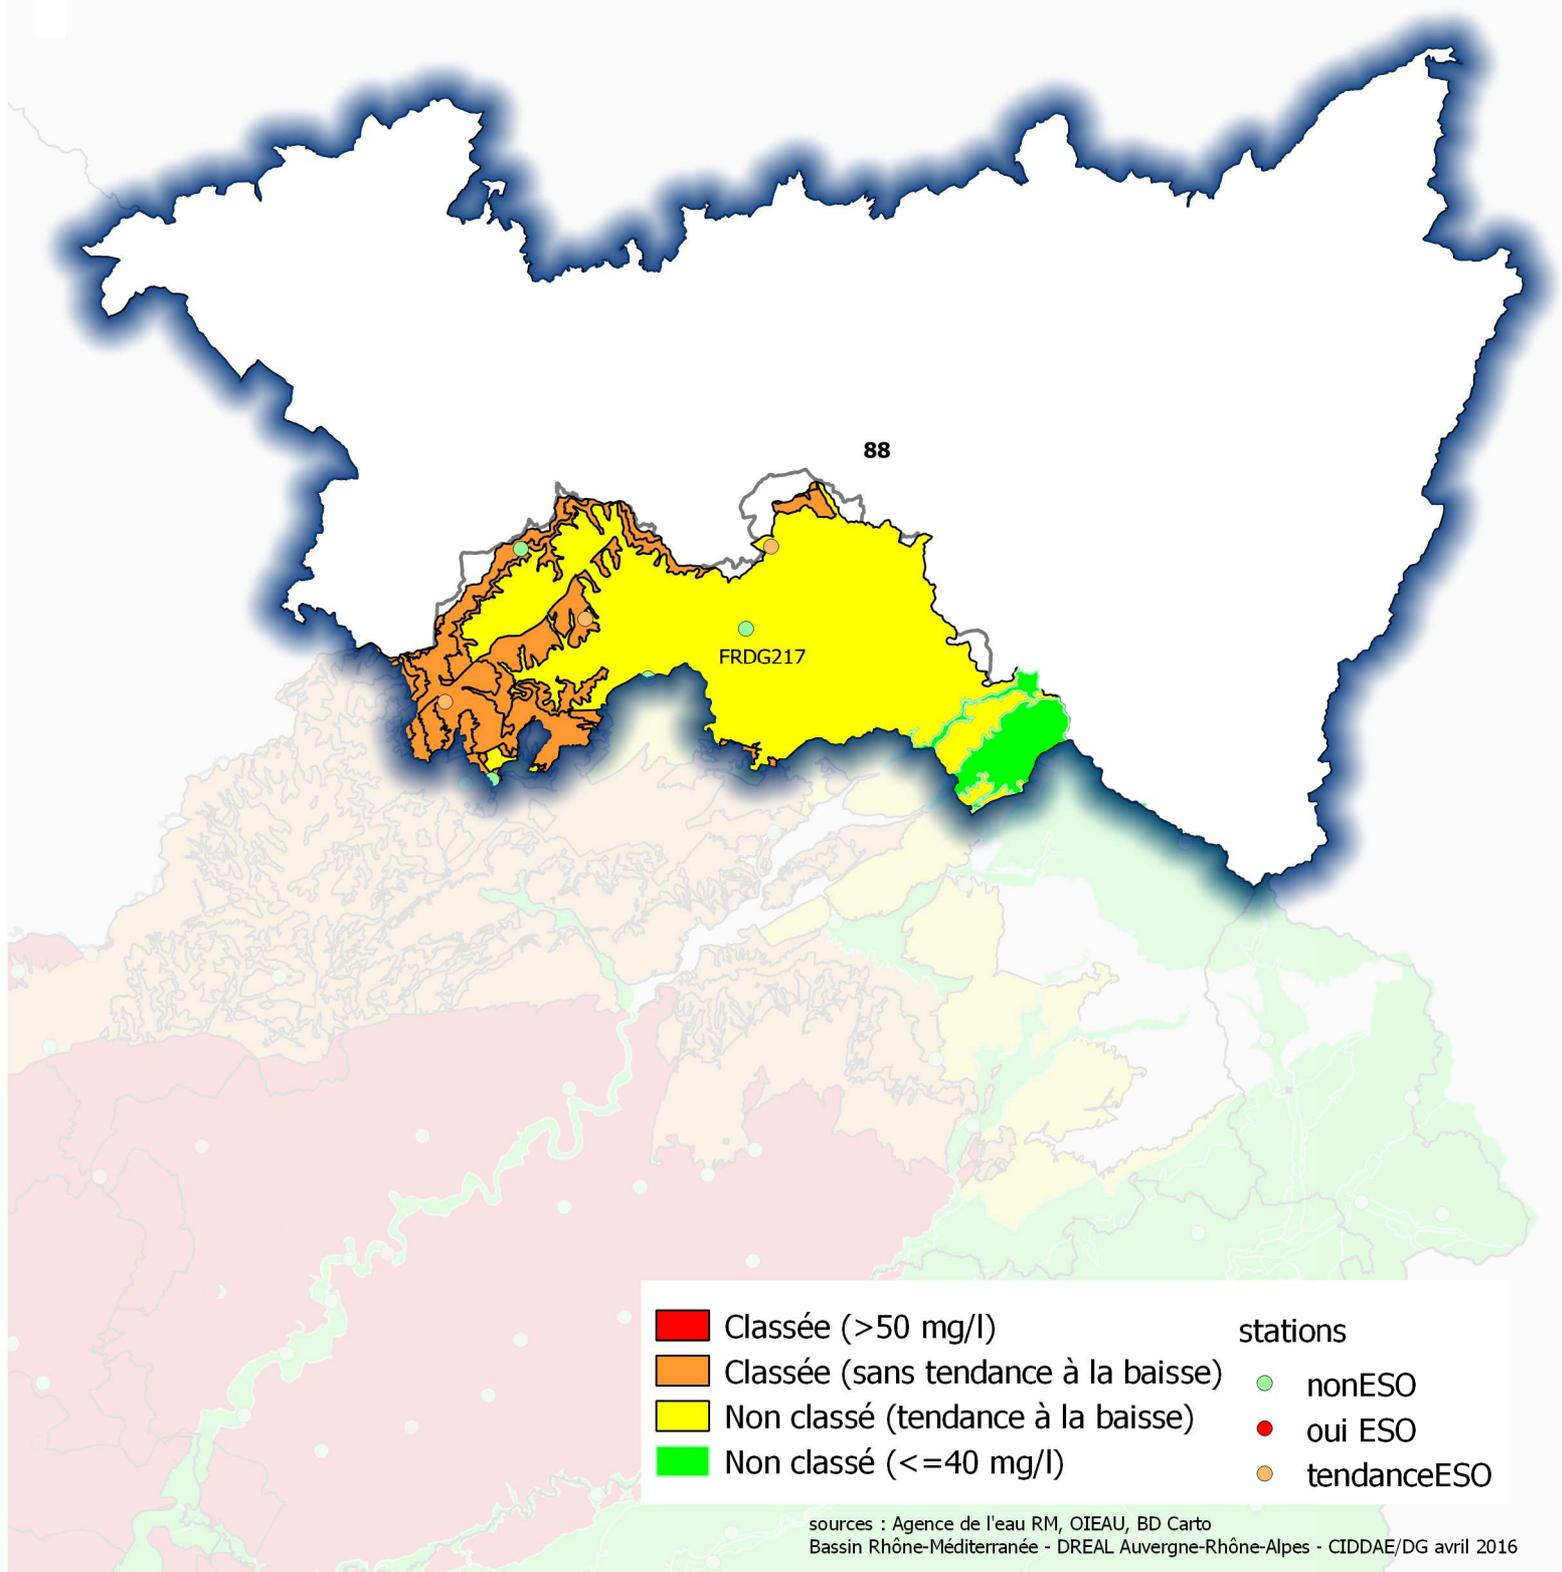 88
FRDG217
Classée (>50 mg/l)
Classée (sans tendance à la baisse)
Non classé (tendance à la baisse)
Non classé (<=40 mg/l)
stations
nonESO
oui ESO
tendanceESO
sources : Agence de l'eau RM, OIEAU, BD Carto
Bassin Rhône-Méditerranée - DREAL Auvergne-Rhône-Alpes - CIDDAE/DG avril 2016